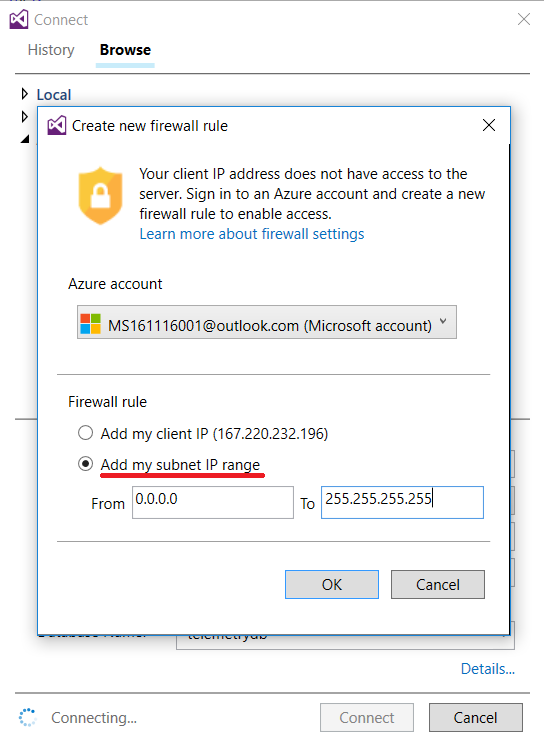 Connect
History Browse
Local
Create new firewall rule
Your client IP address does not have access to the
server. Sign in to an Azure account and create a new
firewall rule to enable access.
Learn more about firewall settings
Azure account
MS161116001@outlook.com (Microsoft account)
Firewall rule
Add my client IP (167.220.232.196)
Add my subnet IP range
From 0.0.0.0 To 255.255.255.255
OK Cancel
Database Name: telemetrydb
Details...
Connecting... Connect Cancel